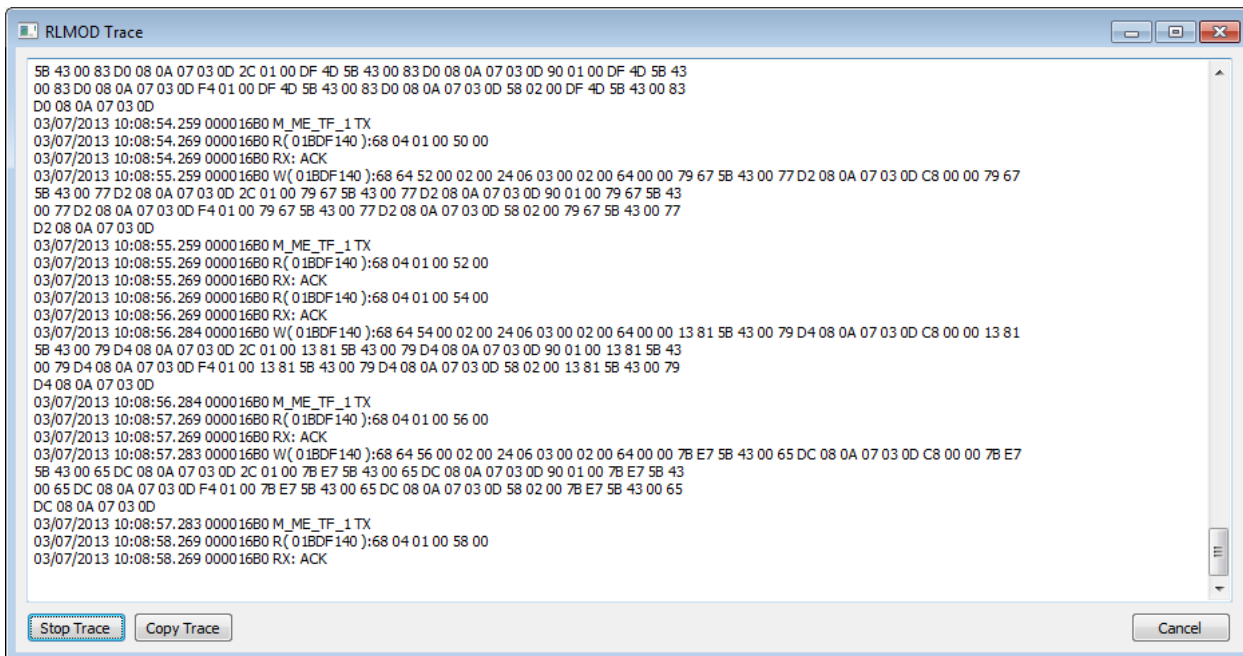 RLMOD Trace
5B 43 00 83 D0 08 0A 07 03 0D 2C 01 00 DF 4D 5B 43 00 83 D0 08 0A 07 03 0D 90 01 00 DF 4D 5B 43
00 83 D0 08 0A 07 03 0D F4 01 00 DF 4D 5B 43 00 83 D0 08 0A 07 03 0D 58 02 00 DF 4D 5B 43 00 83
D0 08 0A 07 03 0D
03/07/2013 10:08:54.259 000016B0 M_ME_TF_1 TX
03/07/2013 10:08:54.269 000016B0 R( 01BDF140 ):68 04 01 00 50 00
03/07/2013 10:08:54.269 000016B0 RX: ACK
03/07/2013 10:08:55.259 000016B0 W( 01BDF140 ):68 64 52 00 02 00 24 06 03 00 02 00 64 00 00 79 67 5B 43 00 77 D2 08 0A 07 03 0D C8 00 00 79 67
5B 43 00 77 D2 08 0A 07 03 0D 2C 01 00 79 67 5B 43 00 77 D2 08 0A 07 03 0D 90 01 00 79 67 5B 43
00 77 D2 08 0A 07 03 0D F4 01 00 79 67 5B 43 00 77 D2 08 0A 07 03 0D 58 02 00 79 67 5B 43 00 77
D2 08 0A 07 03 0D
03/07/2013 10:08:55.259 000016B0 M_ME_TF_1 TX
03/07/2013 10:08:55.269 000016B0 R( 01BDF140 ):68 04 01 00 52 00
03/07/2013 10:08:55.269 000016B0 RX: ACK
03/07/2013 10:08:56.269 000016B0 R( 01BDF140 ):68 04 01 00 54 00
03/07/2013 10:08:56.269 000016B0 RX: ACK
03/07/2013 10:08:56.284 000016B0 W( 01BDF140 ):68 64 54 00 02 00 24 06 03 00 02 00 64 00 00 13 81 5B 43 00 79 D4 08 0A 07 03 0D C8 00 00 13 81
5B 43 00 79 D4 08 0A 07 03 0D 2C 01 00 13 81 5B 43 00 79 D4 08 0A 07 03 0D 90 01 00 13 81 5B 43
00 79 D4 08 0A 07 03 0D F4 01 00 13 81 5B 43 00 79 D4 08 0A 07 03 0D 58 02 00 13 81 5B 43 00 79
D4 08 0A 07 03 0D
03/07/2013 10:08:56.284 000016B0 M_ME_TF_1 TX
03/07/2013 10:08:57.269 000016B0 R( 01BDF140 ):68 04 01 00 56 00
03/07/2013 10:08:57.269 000016B0 RX: ACK
03/07/2013 10:08:57.283 000016B0 W( 01BDF140 ):68 64 56 00 02 00 24 06 03 00 02 00 64 00 00 7B E7 5B 43 00 65 DC 08 0A 07 03 0D C8 00 00 7B E7
5B 43 00 65 DC 08 0A 07 03 0D 2C 01 00 7B E7 5B 43 00 65 DC 08 0A 07 03 0D 90 01 00 7B E7 5B 43
00 65 DC 08 0A 07 03 0D F4 01 00 7B E7 5B 43 00 65 DC 08 0A 07 03 0D 58 02 00 7B E7 5B 43 00 65
DC 08 0A 07 03 0D
03/07/2013 10:08:57.283 000016B0 M_ME_TF_1 TX
03/07/2013 10:08:58.269 000016B0 R( 01BDF140 ):68 04 01 00 58 00
03/07/2013 10:08:58.269 000016B0 RX: ACK
Stop Trace Copy Trace Cancel